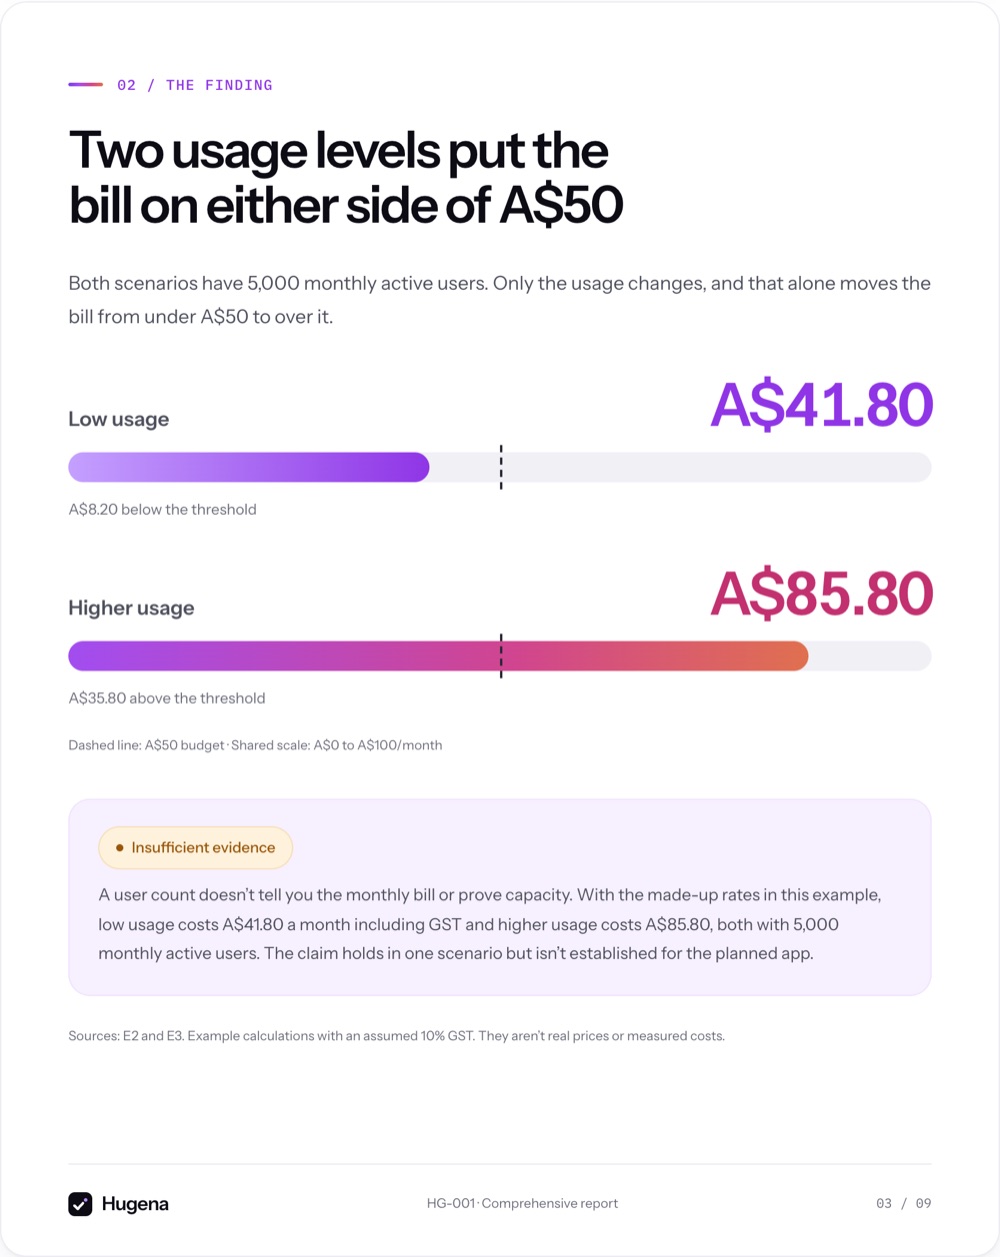 02 / THE FINDING
Two usage levels put the
bill on either side of A$50
Both scenarios have 5,000 monthly active users. Only the usage changes, and that alone moves the
bill from under A$50 to over it.
Low usage
A$41.80
A$8.20 below the threshold
Higher usage
A$85.80
A$35.80 above the threshold
Dashed line: A$50 budget · Shared scale: A$0 to A$100/month
Insufficient evidence
A user count doesn’t tell you the monthly bill or prove capacity. With the made-up rates in this example,
low usage costs A$41.80 a month including GST and higher usage costs A$85.80, both with 5,000
monthly active users. The claim holds in one scenario but isn’t established for the planned app.
Sources: E2 and E3. Example calculations with an assumed 10% GST. They aren’t real prices or measured costs.
Hugena
HG-001 · Comprehensive report
03 / 09